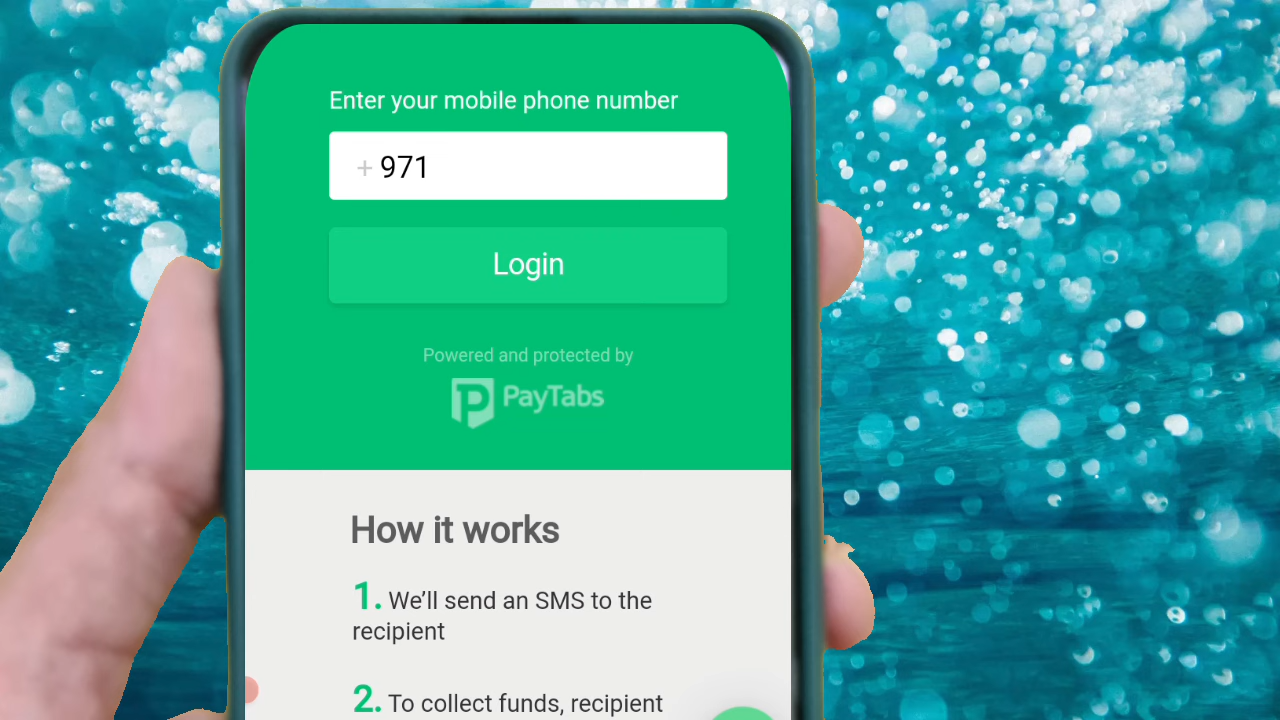 Enter your mobile phone number
+ 971
Login
Powered and protected by
PayTabs
How it works
1. We’ll send an SMS to the
recipient
2. To collect funds, recipient